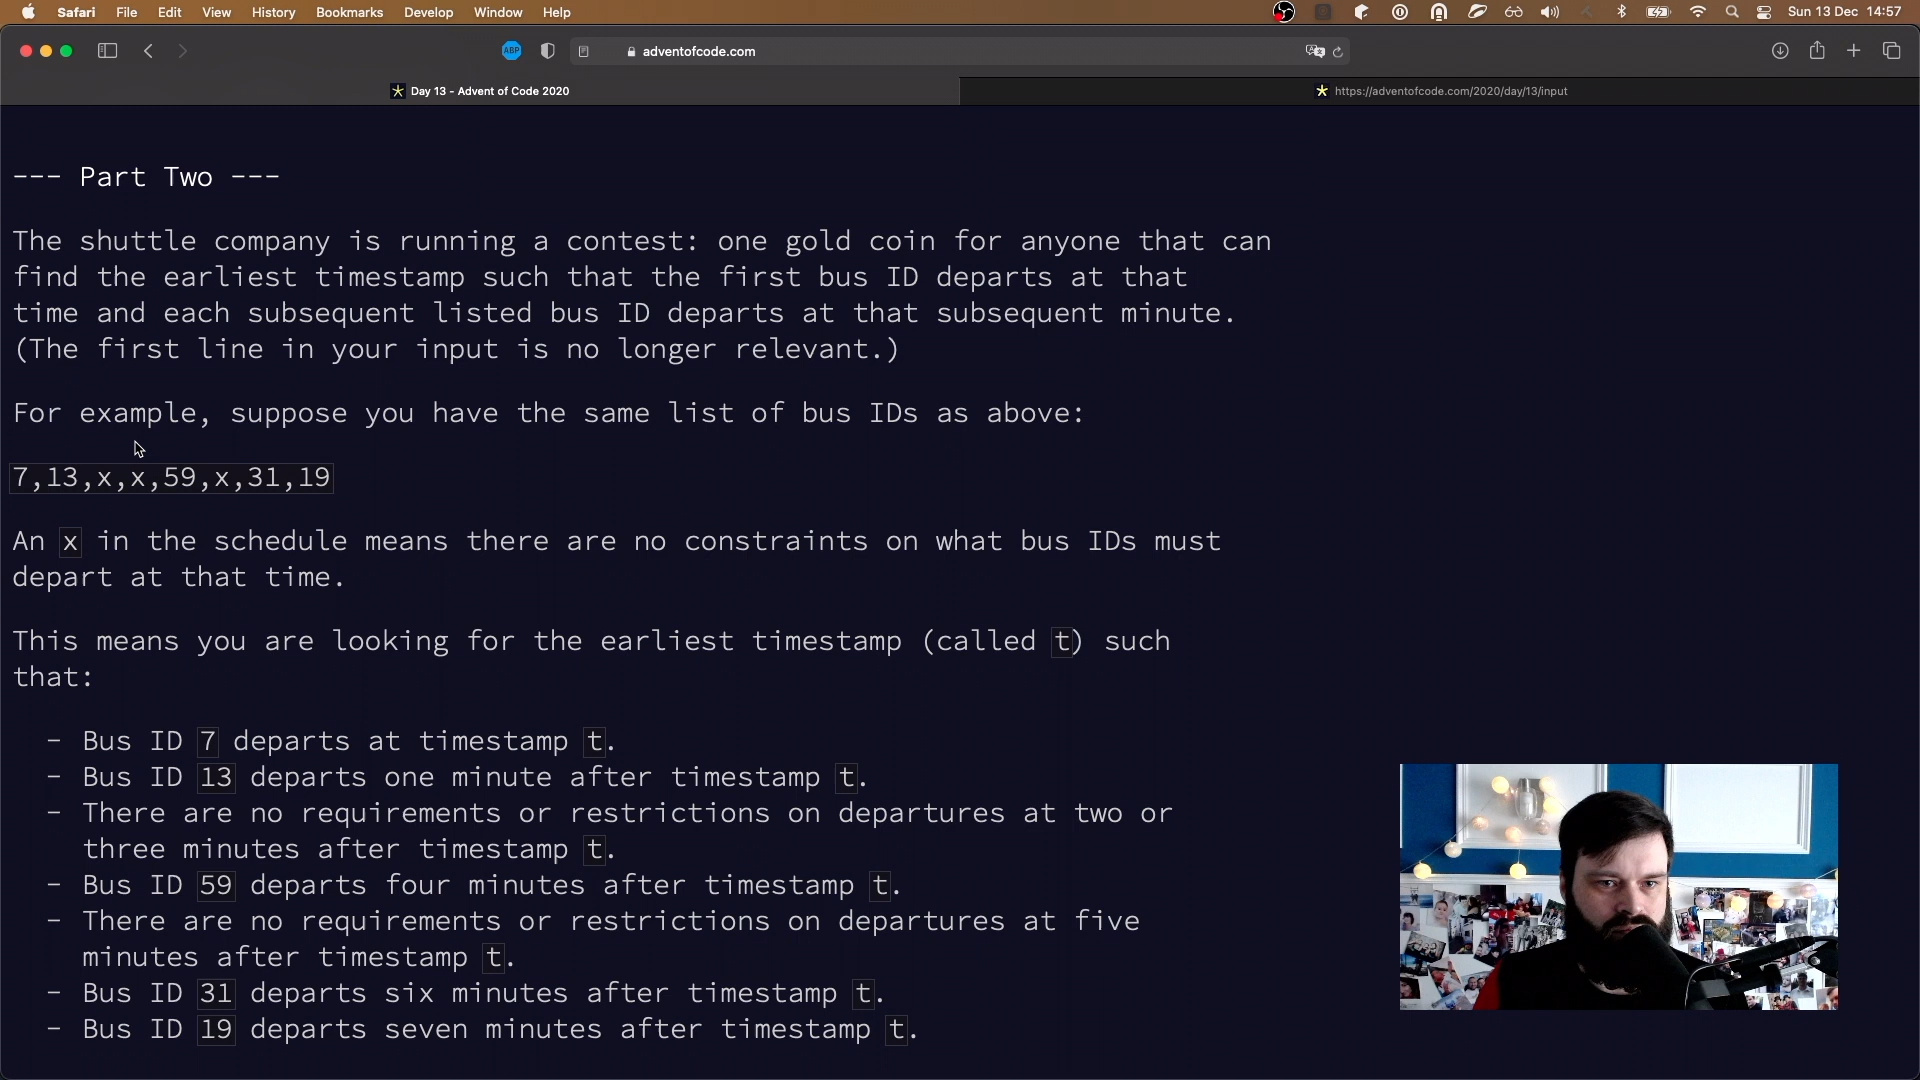 Safari File Edit View History Bookmarks Develop Window Help Sun 13 Dec 14:57
ABP adventofcode.com
Day 13 - Advent of Code 2020 https://adventofcode.com/2020/day/13/input
--- Part Two ---
The shuttle company is running a contest: one gold coin for anyone that can
find the earliest timestamp such that the first bus ID departs at that
time and each subsequent listed bus ID departs at that subsequent minute.
(The first line in your input is no longer relevant.)
For example, suppose you have the same list of bus IDs as above:
7,13,x,x,59,x,31,19
An x in the schedule means there are no constraints on what bus IDs must
depart at that time.
This means you are looking for the earliest timestamp (called t) such
that:
- Bus ID 7 departs at timestamp t.
- Bus ID 13 departs one minute after timestamp t.
- There are no requirements or restrictions on departures at two or
three minutes after timestamp t.
- Bus ID 59 departs four minutes after timestamp t.
- There are no requirements or restrictions on departures at five
minutes after timestamp t.
- Bus ID 31 departs six minutes after timestamp t.
- Bus ID 19 departs seven minutes after timestamp t.